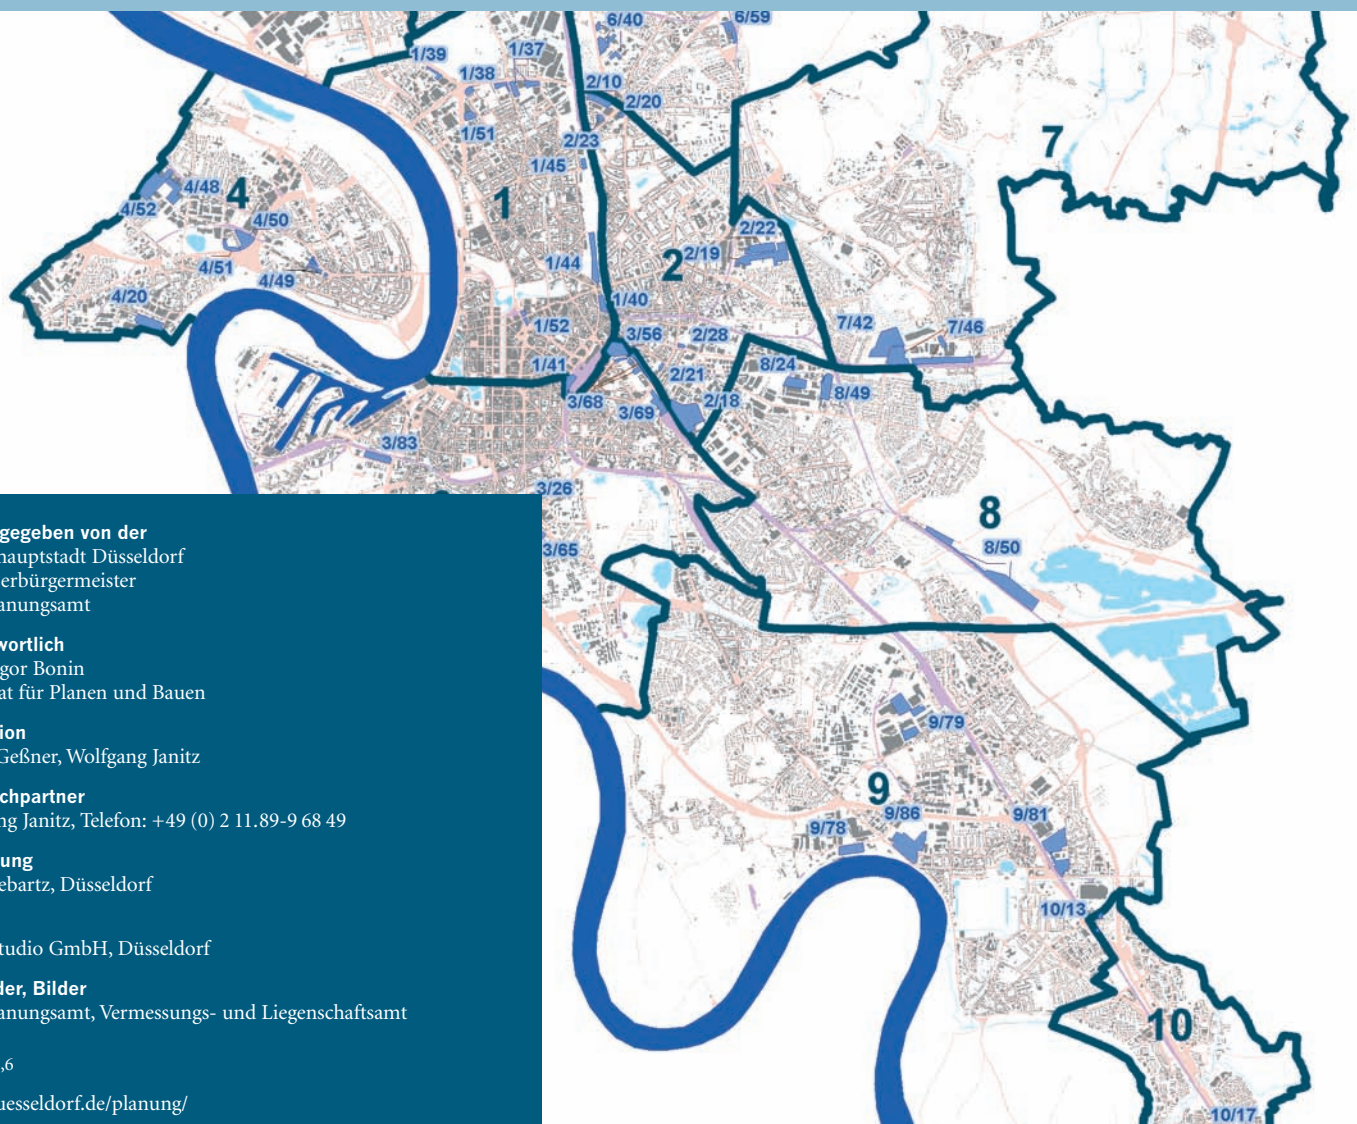 6/40
6/59
1/39
1/37
1/38
2/10
2/20
1/51
2/23
7
1/45
4/48
4
1
4/52
4/50
2/22
2
2/19
4/51
1/44
4/49
4/20
1/40
1/52
3/56
2/28
7/42
7/46
1/41
2/21
8/24
8/49
3/68
3/69
2/18
3/83
3/26
8
8/50
3/65
9/79
9
9/78
9/86
9/81
10/13
10
10/17
gegeben von der
hauptstadt Düsseldorf
erbürgermeister
anungsamt
wortlich
gor Bonin
at für Planen und Bauen
ion
Geßner, Wolfgang Janitz
chpartner
ng Janitz, Telefon: +49 (0) 2 11.89-9 68 49
ung
ebartz, Düsseldorf
tudio GmbH, Düsseldorf
der, Bilder
anungsamt, Vermessungs- und Liegenschaftsamt
,6
uesseldorf.de/planung/